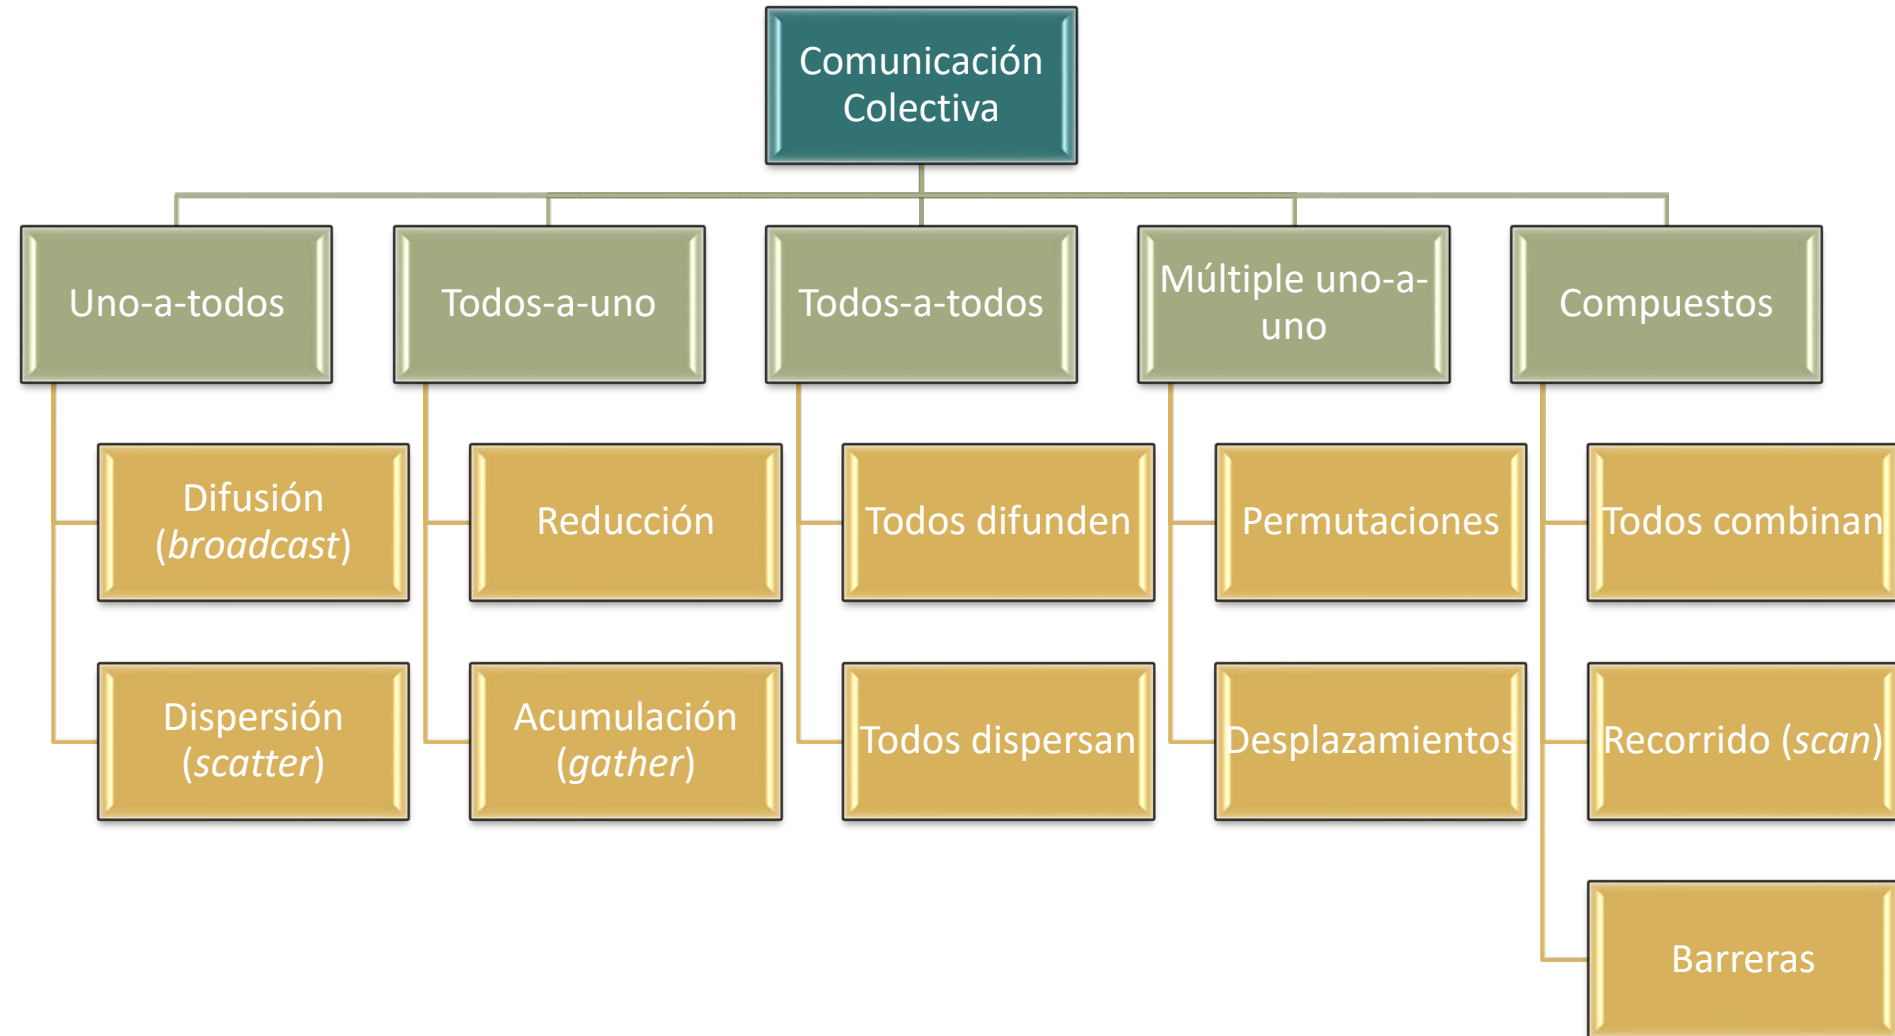 Comunicación
Colectiva
Uno-a-todos
Todos-a-uno
Todos-a-todos
Múltiple uno-a-
uno
Compuestos
Difusión
(broadcast)
Reducción
Todos difunden
Permutaciones
Todos combinan
Dispersión
(scatter)
Acumulación
(gather)
Todos dispersan
Desplazamientos
Recorrido (scan)
Barreras